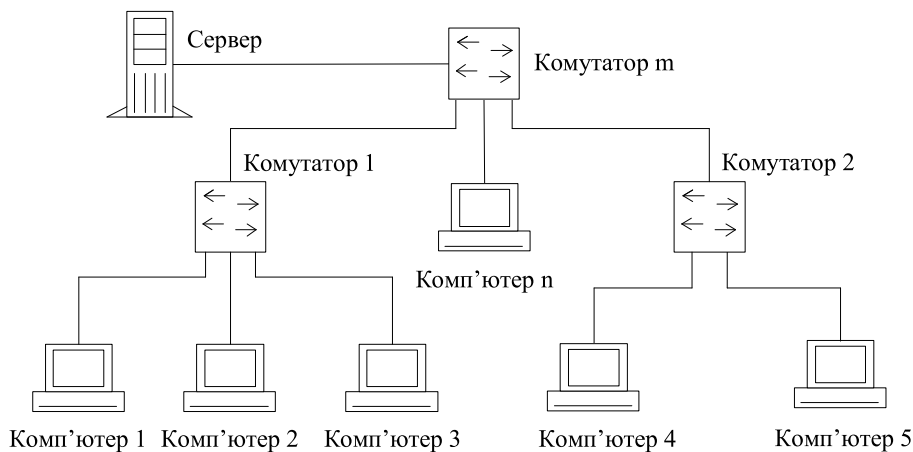 Сервер
Комутатор m
Комутатор 1
Комутатор 2
Комп’ютер n
Комп’ютер 1
Комп’ютер 2
Комп’ютер 3
Комп’ютер 4
Комп’ютер 5